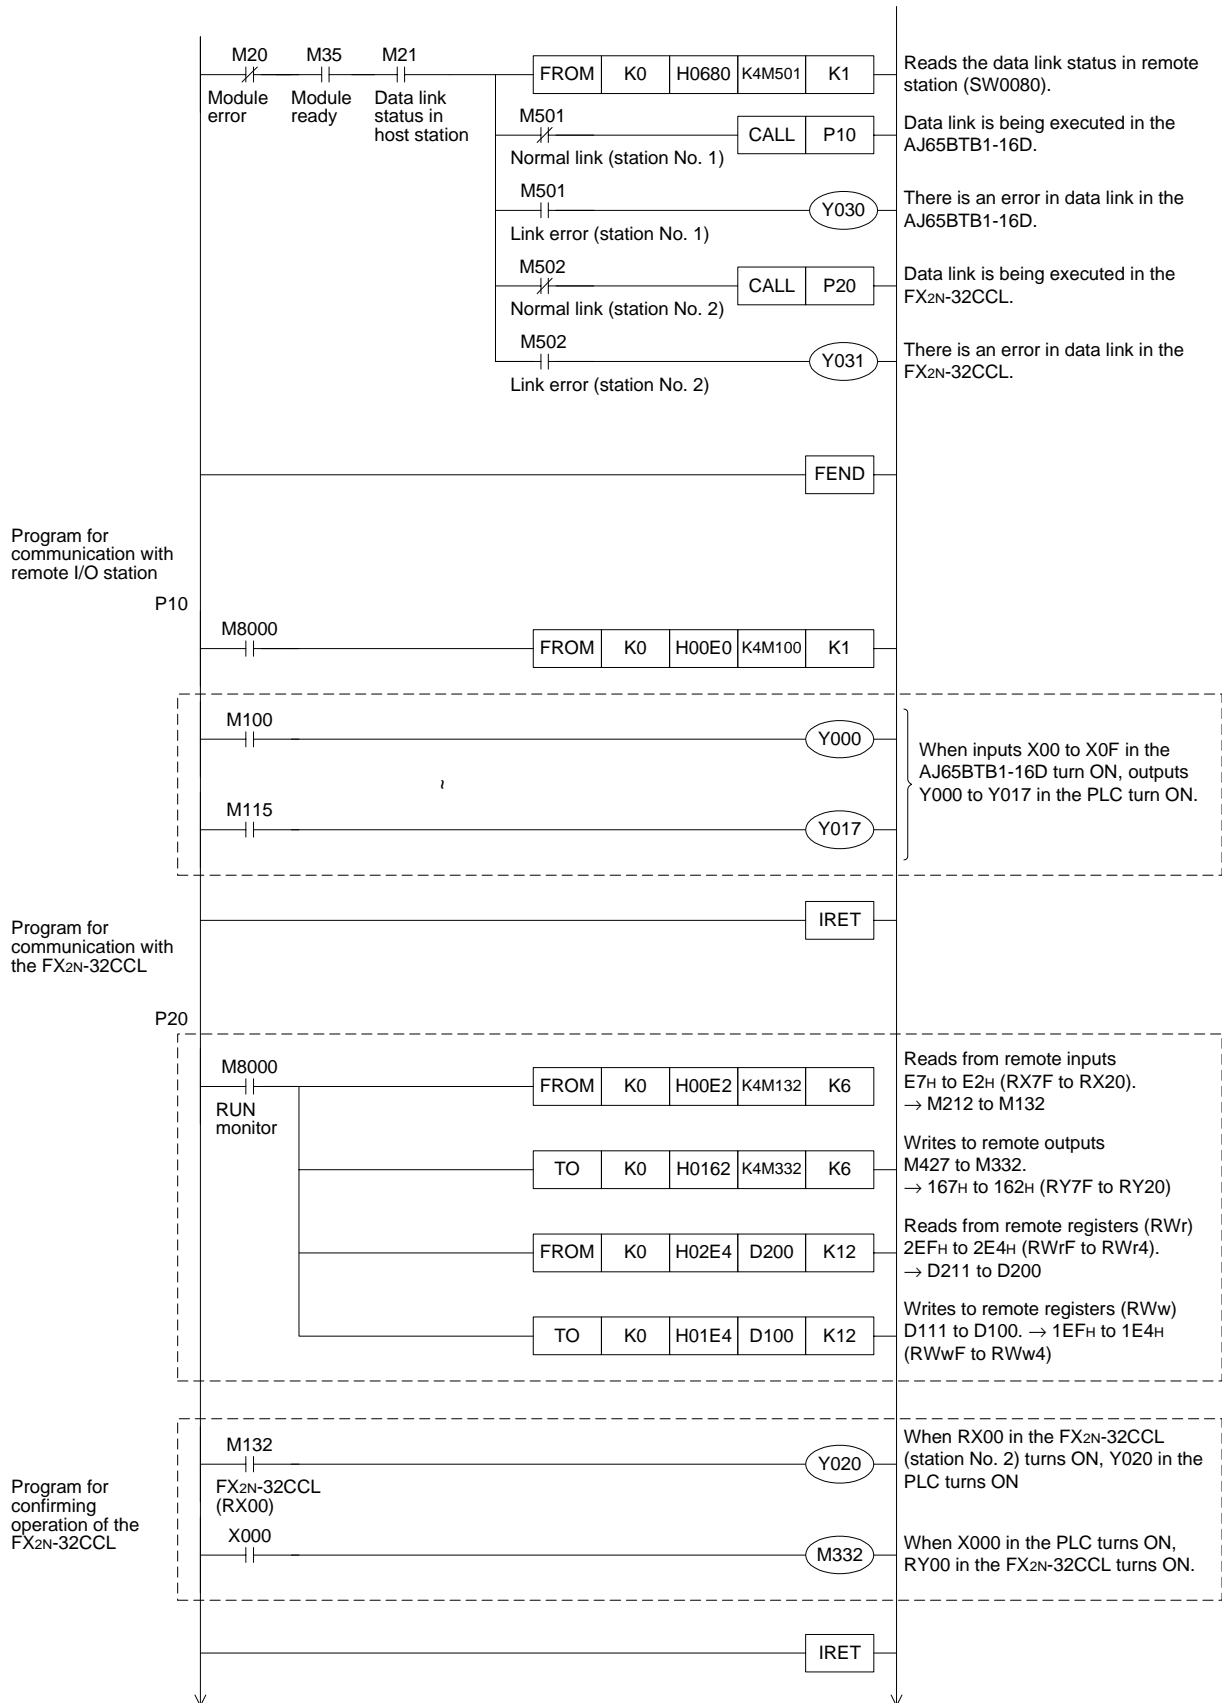 M20 M35 M21
FROM K0 H0680 K4M501 K1
Reads the data link status in remote
station (SW0080).
Module
error
Module
ready
Data link
status in
host station
M501
CALL P10
Normal link (station No. 1)
Data link is being executed in the
AJ65BTB1-16D.
M501
Y030
Link error (station No. 1)
There is an error in data link in the
AJ65BTB1-16D.
M502
CALL P20
Normal link (station No. 2)
Data link is being executed in the
FX2N-32CCL.
M502
Y031
Link error (station No. 2)
There is an error in data link in the
FX2N-32CCL.
FEND
Program for
communication with
remote I/O station
P10
M8000
FROM K0 H00E0 K4M100 K1
M100
Y000
~
M115
Y017
When inputs X00 to X0F in the
AJ65BTB1-16D turn ON, outputs
Y000 to Y017 in the PLC turn ON.
IRET
Program for
communication with
the FX2N-32CCL
P20
M8000
RUN
monitor
FROM K0 H00E2 K4M132 K6
Reads from remote inputs
E7H to E2H (RX7F to RX20).
→ M212 to M132
TO K0 H0162 K4M332 K6
Writes to remote outputs
M427 to M332.
→ 167H to 162H (RY7F to RY20)
FROM K0 H02E4 D200 K12
Reads from remote registers (RWr)
2EFH to 2E4H (RWrF to RWr4).
→ D211 to D200
TO K0 H01E4 D100 K12
Writes to remote registers (RWw)
D111 to D100. → 1EFH to 1E4H
(RWwF to RWw4)
Program for
confirming
operation of the
FX2N-32CCL
M132
FX2N-32CCL
(RX00)
Y020
When RX00 in the FX2N-32CCL
(station No. 2) turns ON, Y020 in the
PLC turns ON
X000
M332
When X000 in the PLC turns ON,
RY00 in the FX2N-32CCL turns ON.
IRET